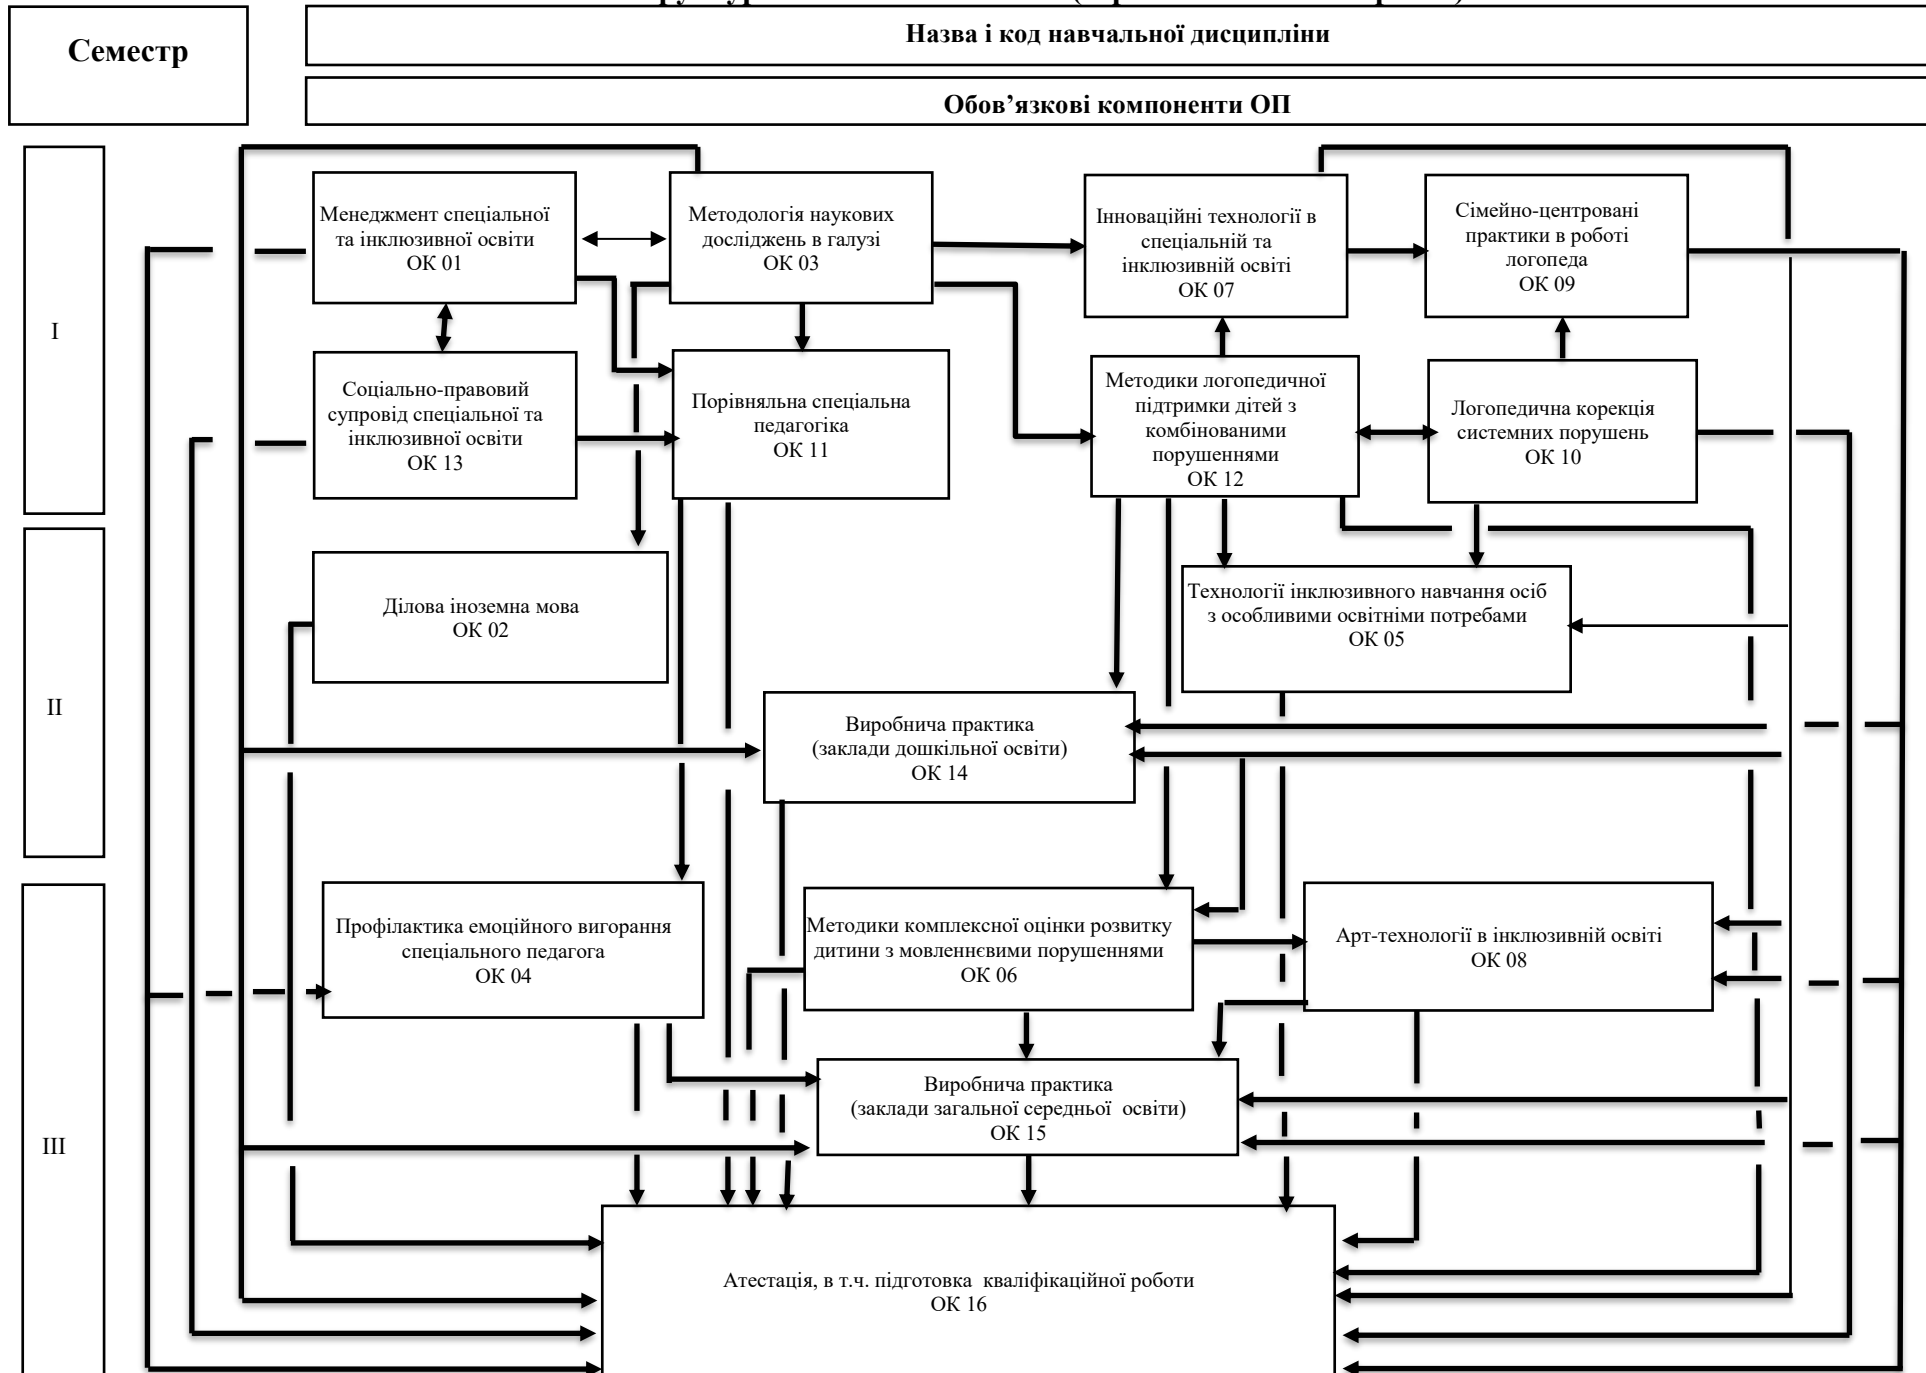 Семестр
Назва і код навчальної дисципліни
Обов’язкові компоненти ОП
I
Менеджмент спеціальної
та інклюзивної освіти
ОК 01
Методологія наукових
досліджень в галузі
ОК 03
Інноваційні технології в
спеціальній та
інклюзивній освіті
ОК 07
Сімейно-центровані
практики в роботі
логопеда
ОК 09
Соціально-правовий
супровід спеціальної та
інклюзивної освіти
ОК 13
Порівняльна спеціальна
педагогіка
ОК 11
Методики логопедичної
підтримки дітей з
комбінованими
порушеннями
ОК 12
Логопедична корекція
системних порушень
ОК 10
II
Ділова іноземна мова
ОК 02
Технології інклюзивного навчання осіб
з особливими освітніми потребами
ОК 05
Виробнича практика
(заклади дошкільної освіти)
ОК 14
III
Профілактика емоційного вигорання
спеціального педагога
ОК 04
Методики комплексної оцінки розвитку
дитини з мовленнєвими порушеннями
ОК 06
Арт-технології в інклюзивній освіті
ОК 08
Виробнича практика
(заклади загальної середньої освіти)
ОК 15
Атестація, в т.ч. підготовка кваліфікаційної роботи
ОК 16